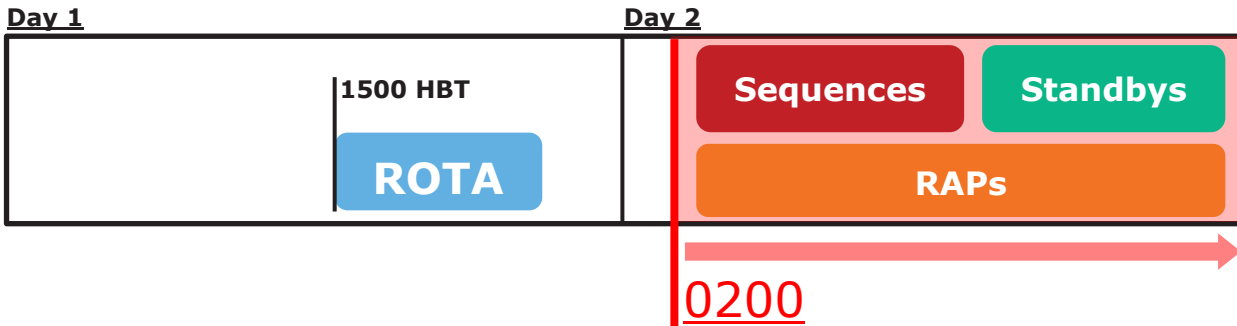 Day 1
Day 2
1500 HBT
ROTA
Sequences
Standbys
RAPs
0200